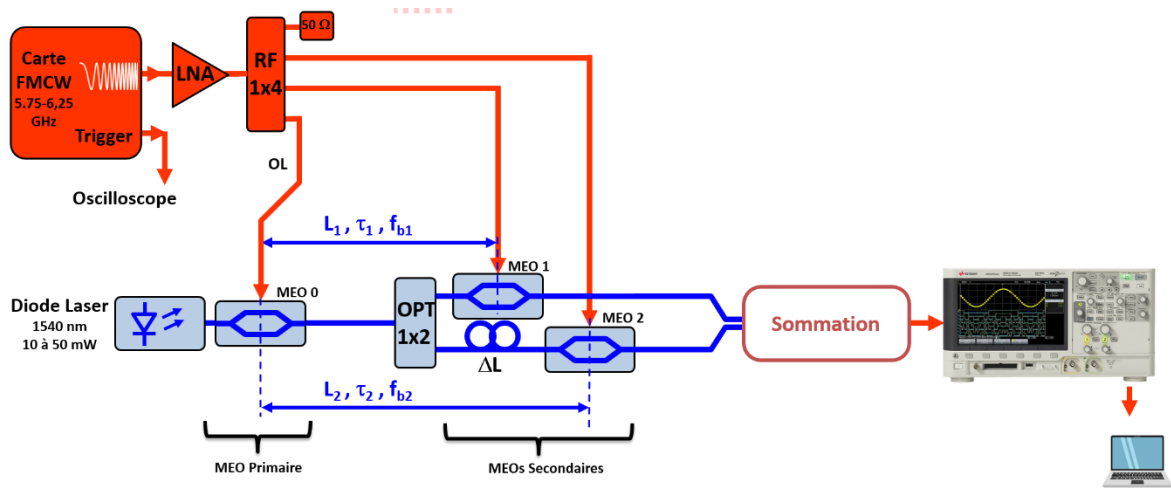 Carte
FMCW
5.75-6,25
GHz
Trigger
LNA
RF
1x4
50 Ω
OL
Oscilloscope
L₁ , τ₁ , f_b1
MEO 1
MEO 0
Diode Laser
1540 nm
10 à 50 mW
OPT
1x2
MEO 2
ΔL
Sommation
L₂ , τ₂ , f_b2
MEO Primaire
MEOs Secondaires